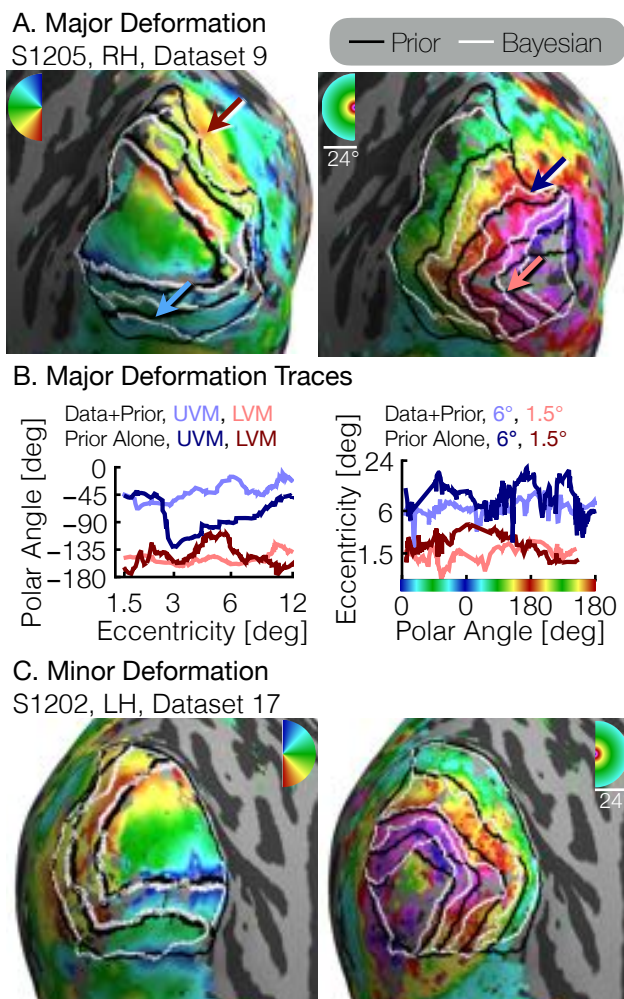 A. Major Deformation
S1205, RH, Dataset 9
Prior Bayesian
24°
B. Major Deformation Traces
Data+Prior, UVM, LVM
Prior Alone, UVM, LVM
Polar Angle [deg]
0
−45
−90
−135
−180
1.5 3 6 12
Eccentricity [deg]
Data+Prior, 6°, 1.5°
Prior Alone, 6°, 1.5°
Eccentricity [deg]
24
6
1.5
0 0 180 180
Polar Angle [deg]
C. Minor Deformation
S1202, LH, Dataset 17
24